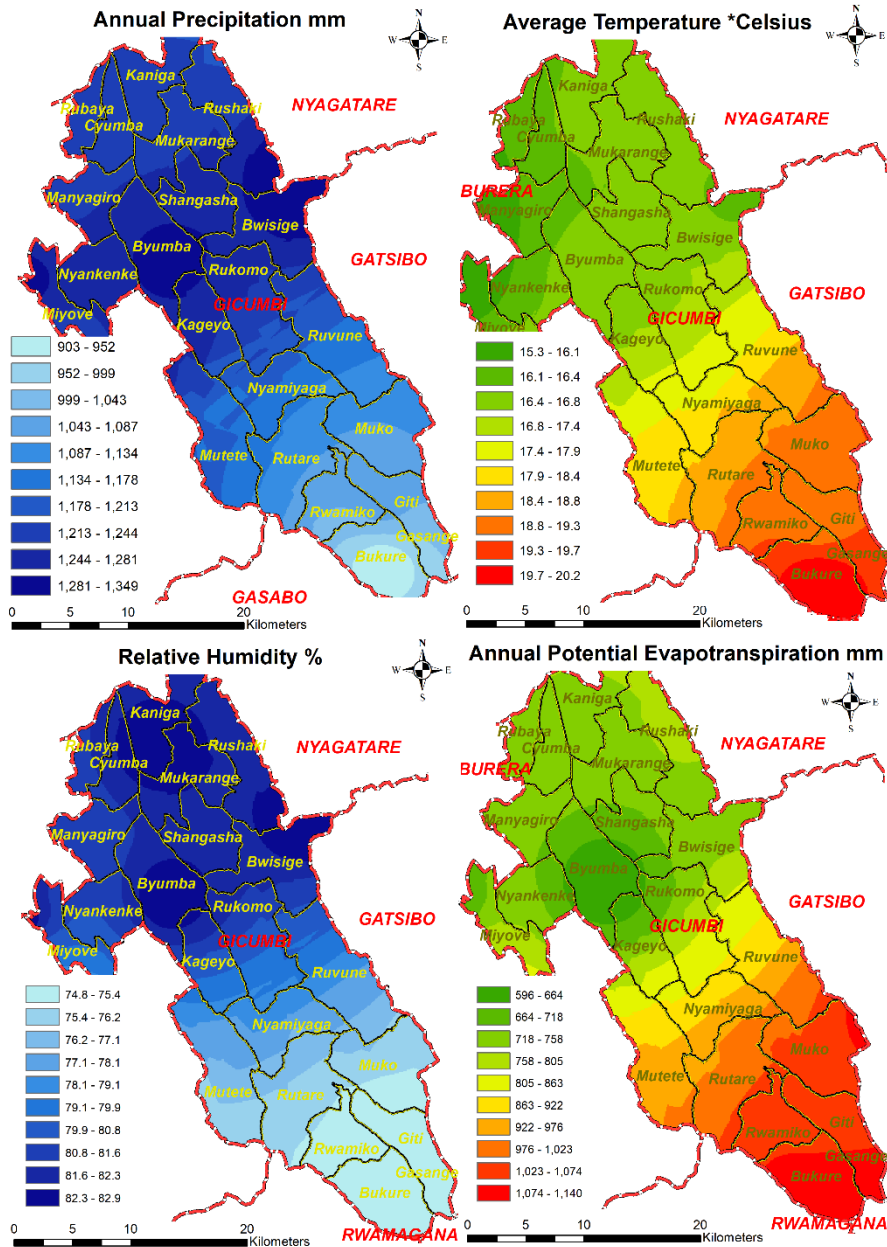 Annual Precipitation mm
N
W E
S
Kaniga
Rabaya
Rushaki
Cyumba
Mukarange
NYAGATARE
Manyagiro
Shangasha
Bwisige
Byumba
GATSIBO
Nyankenke
Rukomo
Miyove
GICUMBI
Kageyo
Ruvune
Nyamiyaga
Muko
Mutete
Rutare
Giti
Rwamiko
Gasange
Bukure
GASABO
903 - 952
952 - 999
999 - 1,043
1,043 - 1,087
1,087 - 1,134
1,134 - 1,178
1,178 - 1,213
1,213 - 1,244
1,244 - 1,281
1,281 - 1,349
0 5 10 20
Kilometers
Average Temperature *Celsius
N
W E
S
Kaniga
Rabaya
Rushaki
Cyumba
Mukarange
NYAGATARE
BURERA
Manyagiro
Shangasha
Bwisige
Byumba
GATSIBO
Nyankenke
Rukomo
Miyove
GICUMBI
Kageyo
Ruvune
Nyamiyaga
Muko
Mutete
Rutare
Giti
Rwamiko
Gasange
Bukure
15.3 - 16.1
16.1 - 16.4
16.4 - 16.8
16.8 - 17.4
17.4 - 17.9
17.9 - 18.4
18.4 - 18.8
18.8 - 19.3
19.3 - 19.7
19.7 - 20.2
0 5 10 20
Kilometers
Relative Humidity %
N
W E
S
Kaniga
Rabaya
Rushaki
Cyumba
Mukarange
NYAGATARE
Manyagiro
Shangasha
Bwisige
Byumba
GATSIBO
Nyankenke
Rukomo
Miyove
GICUMBI
Kageyo
Ruvune
Nyamiyaga
Muko
Mutete
Rutare
Giti
Rwamiko
Gasange
Bukure
RWAMAGANA
74.8 - 75.4
75.4 - 76.2
76.2 - 77.1
77.1 - 78.1
78.1 - 79.1
79.1 - 79.9
79.9 - 80.8
80.8 - 81.6
81.6 - 82.3
82.3 - 82.9
0 5 10 20
Kilometers
Annual Potential Evapotranspiration mm
N
W E
S
Kaniga
Rabaya
Rushaki
Cyumba
Mukarange
NYAGATARE
BURERA
Manyagiro
Shangasha
Bwisige
Byumba
GATSIBO
Nyankenke
Rukomo
Miyove
GICUMBI
Kageyo
Ruvune
Nyamiyaga
Muko
Mutete
Rutare
Giti
Rwamiko
Gasange
Bukure
RWAMAGANA
596 - 664
664 - 718
718 - 758
758 - 805
805 - 863
863 - 922
922 - 976
976 - 1,023
1,023 - 1,074
1,074 - 1,140
0 5 10 20
Kilometers